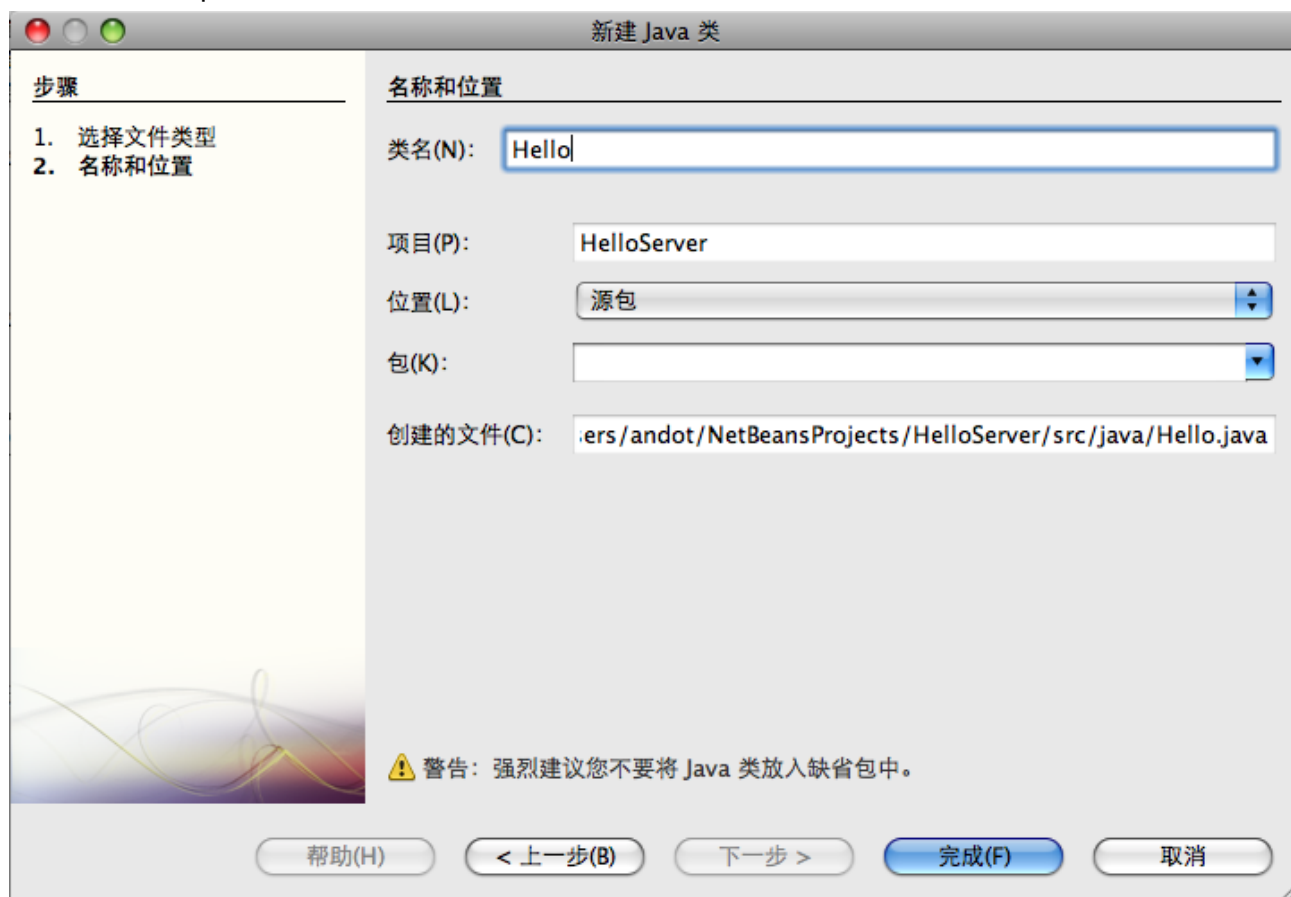 新建 Java 类
步骤
1. 选择文件类型
2. 名称和位置
名称和位置
类名(N): Hello
项目(P): HelloServer
位置(L): 源包
包(K):
创建的文件(C): ers/andot/NetBeansProjects/HelloServer/src/java/Hello.java
警告：强烈建议您不要将 Java 类放入缺省包中。
帮助(H) < 上一步(B) 下一步 > 完成(F) 取消